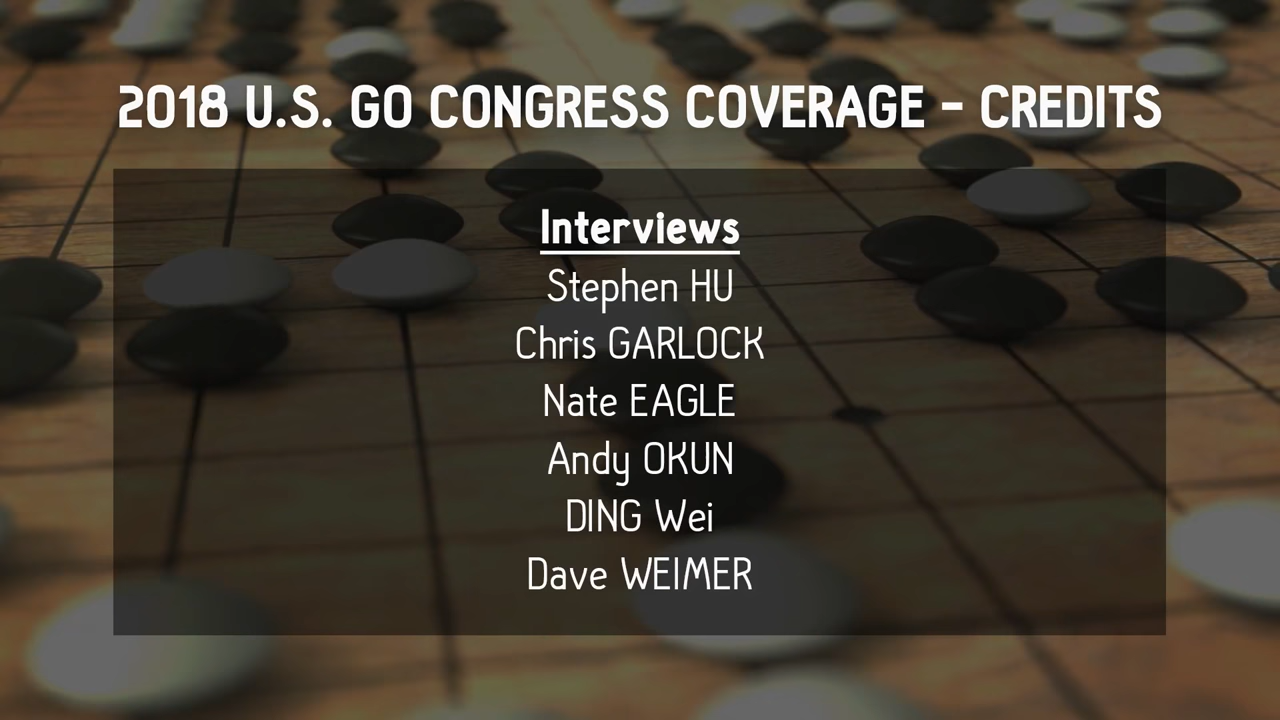 2018 U.S. GO CONGRESS COVERAGE - CREDITS
Interviews
Stephen HU
Chris GARLOCK
Nate EAGLE
Andy OKUN
DING Wei
Dave WEIMER